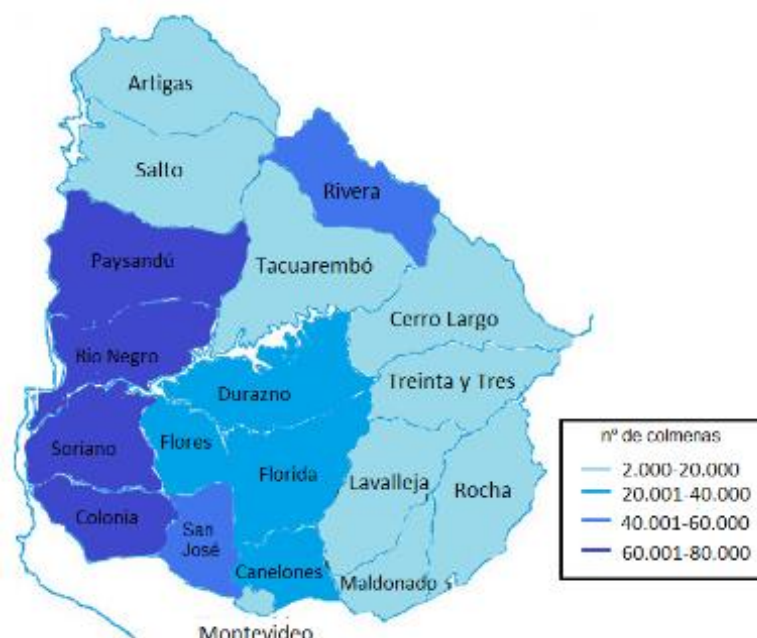 Artigas
Salto
Rivera
Paysandú
Tacuarembó
Cerro Largo
Rio Negro
Durazno
Treinta y Tres
Soriano
Flores
Florida
Lavalleja
Rocha
Colonia
San
José
Canelones
Maldonado
Montevideo
nº de colmenas
2.000-20.000
20.001-40.000
40.001-60.000
60.001-80.000